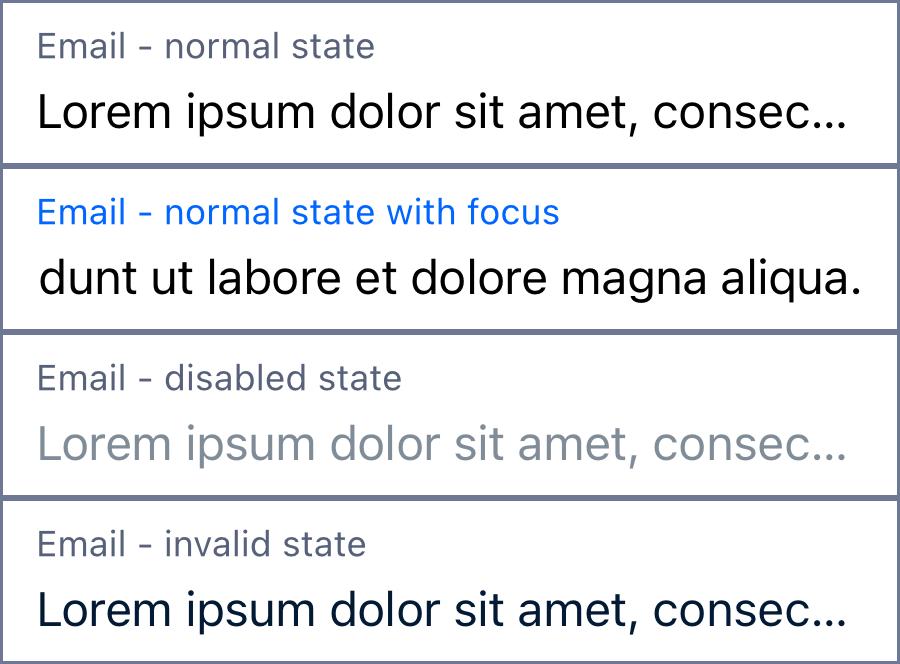 Email - normal state
Lorem ipsum dolor sit amet, consec...
Email - normal state with focus
dunt ut labore et dolore magna aliqua.
Email - disabled state
Lorem ipsum dolor sit amet, consec...
Email - invalid state
Lorem ipsum dolor sit amet, consec...